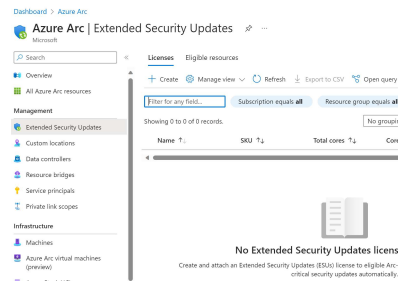 Dashboard > Azure Arc >
Azure Arc | Extended Security Updates
Microsoft
Search
Overview
All Azure Arc resources
Management
Extended Security Updates
Custom locations
Data controllers
Resource bridges
Service principals
Private link scopes
Infrastructure
Machines
Azure Arc virtual machines
(preview)
Licenses Eligible resources
Create Manage view Refresh Export to CSV Open query
Filter for any field... Subscription equals all Resource group equals all
Showing 0 to 0 of 0 records. No grouping
Name ↑↓ SKU ↑↓ Total cores ↑↓ Core
No Extended Security Updates licens
Create and attach an Extended Security Updates (ESUs) license to eligible Arc-
critical security updates automatically.